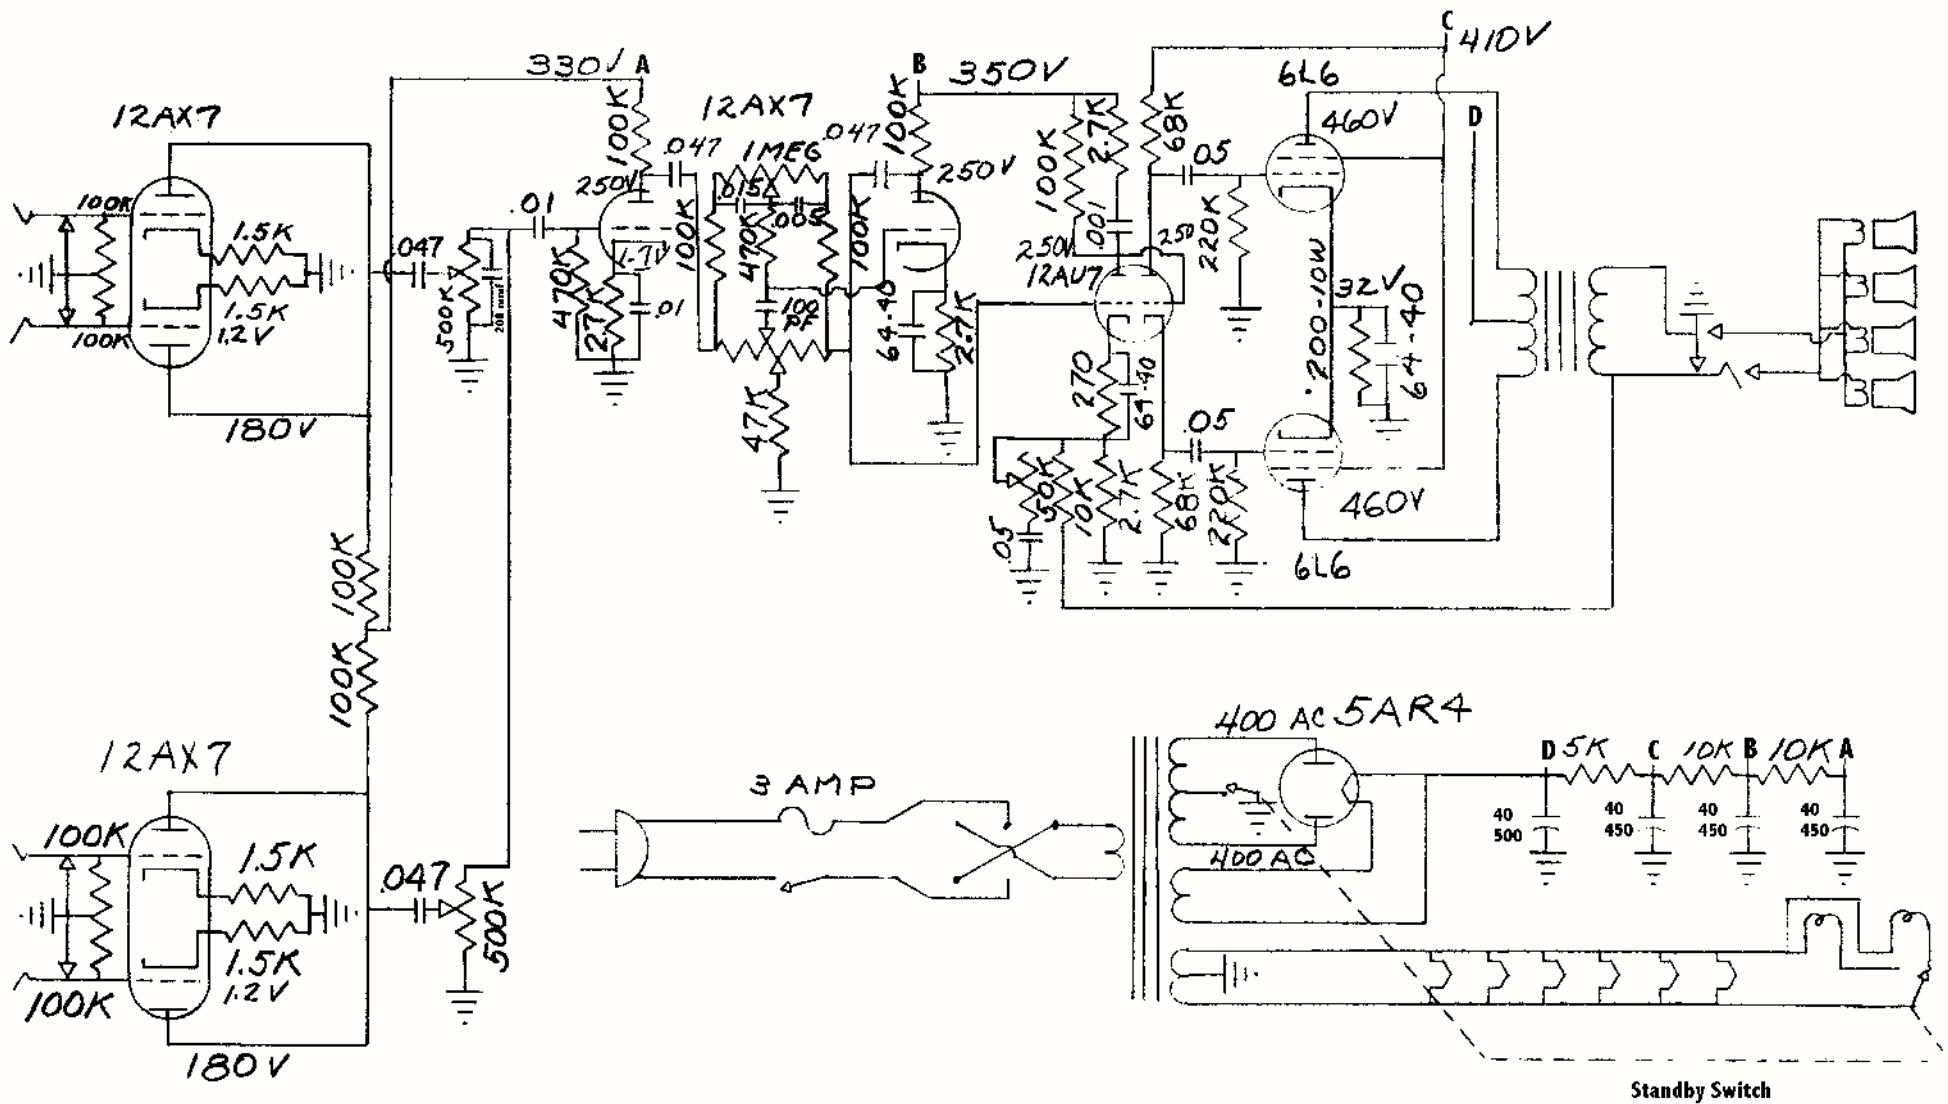 330V A
B 350V
C 410V
12AX7
100K
12AX7
.047
1MEG
.047
100K
100K
2.7K
68K
6L6
460V
D
100K
1.5K
.047
1.5K
1.2V
100K
180V
500K
.01
250V
1.7V
470K
2.7K
.01
100K
.015
.005
470K
100 PF
47K
100K
250V
64-40
2.7K
.001
250V
250
12AU7
.05
220K
200-10W
32V
64-40
270
64-40
50K
.05
10K
2.7K
68K
.05
220K
460V
6L6
100K
100K
12AX7
100K
1.5K
.047
1.5K
1.2V
100K
180V
500K
3 AMP
400 AC 5AR4
400 AC
D 5K C 10K B 10K A
40 500
40 450
40 450
40 450
Standby Switch